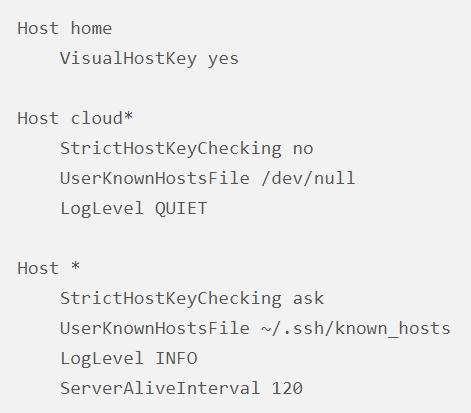 Host home
    VisualHostKey yes
Host cloud*
    StrictHostKeyChecking no
    UserKnownHostsFile /dev/null
    LogLevel QUIET
Host *
    StrictHostKeyChecking ask
    UserKnownHostsFile ~/.ssh/known_hosts
    LogLevel INFO
    ServerAliveInterval 120